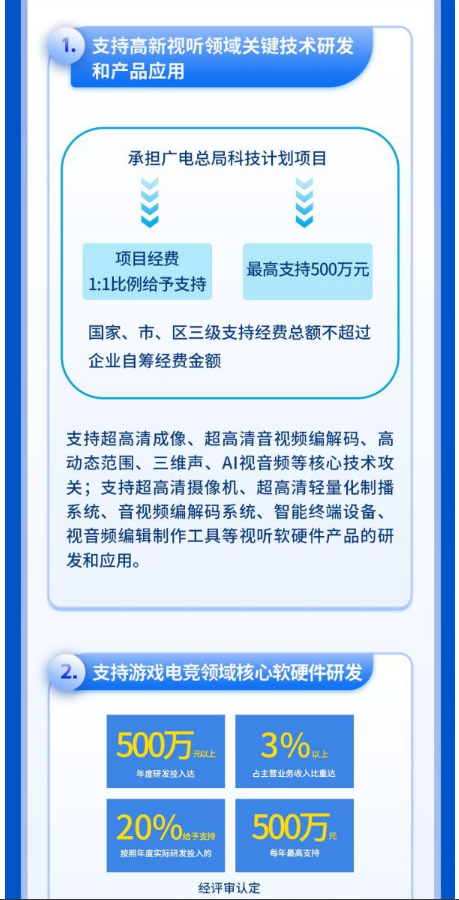 1.
支持高新视听领域关键技术研发
和产品应用
承担广电总局科技计划项目
项目经费
1:1比例给予支持
最高支持500万元
国家、市、区三级支持经费总额不超过
企业自筹经费金额
支持超高清成像、超高清音视频编解码、高
动态范围、三维声、AI视音频等核心技术攻
关；支持超高清摄像机、超高清轻量化制播
系统、音视频编解码系统、智能终端设备、
视音频编辑制作工具等视听软硬件产品的研
发和应用。
2.
支持游戏电竞领域核心软硬件研发
500万元以上
年度研发投入达
3%以上
占主营业务收入比重达
20%给予支持
按照年度实际研发投入的
500万元
每年最高支持
经评审认定